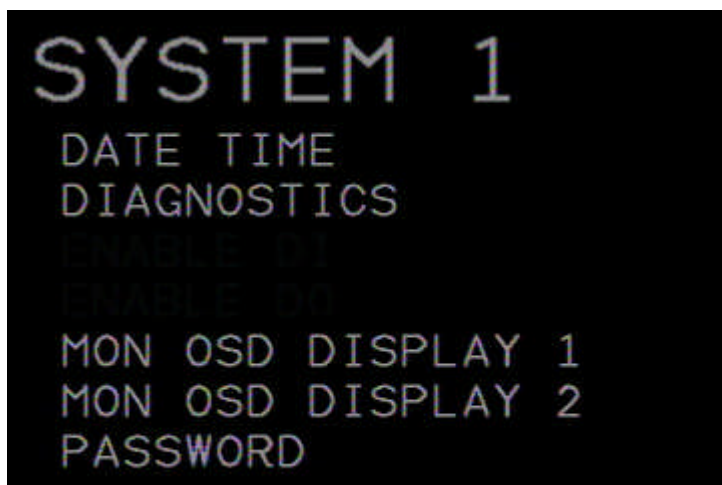 SYSTEM 1
DATE TIME
DIAGNOSTICS
ENABLE DI
ENABLE DO
MON OSD DISPLAY 1
MON OSD DISPLAY 2
PASSWORD